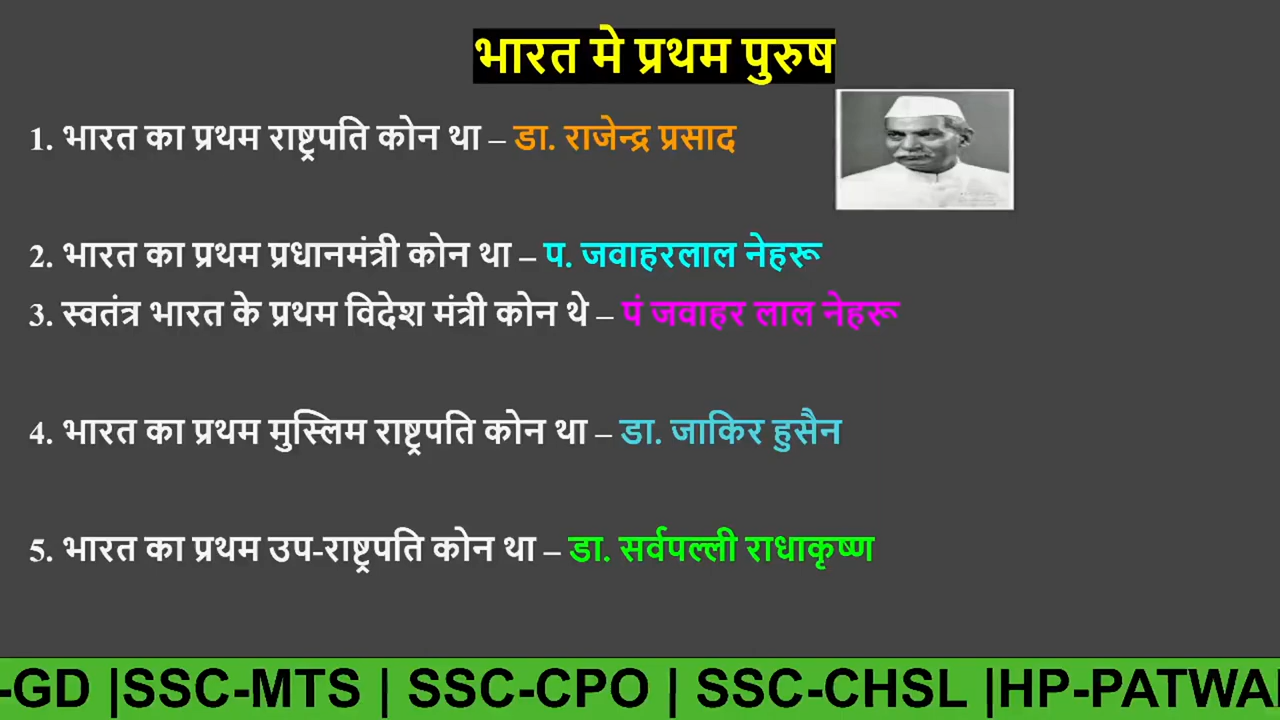 भारत मे प्रथम पुरुष
1. भारत का प्रथम राष्ट्रपति कोन था – डा. राजेन्द्र प्रसाद
2. भारत का प्रथम प्रधानमंत्री कोन था – प. जवाहरलाल नेहरू
3. स्वतंत्र भारत के प्रथम विदेश मंत्री कोन थे – पं जवाहर लाल नेहरू
4. भारत का प्रथम मुस्लिम राष्ट्रपति कोन था – डा. जाकिर हुसैन
5. भारत का प्रथम उप-राष्ट्रपति कोन था – डा. सर्वपल्ली राधाकृष्ण
-GD |SSC-MTS | SSC-CPO | SSC-CHSL |HP-PATWA